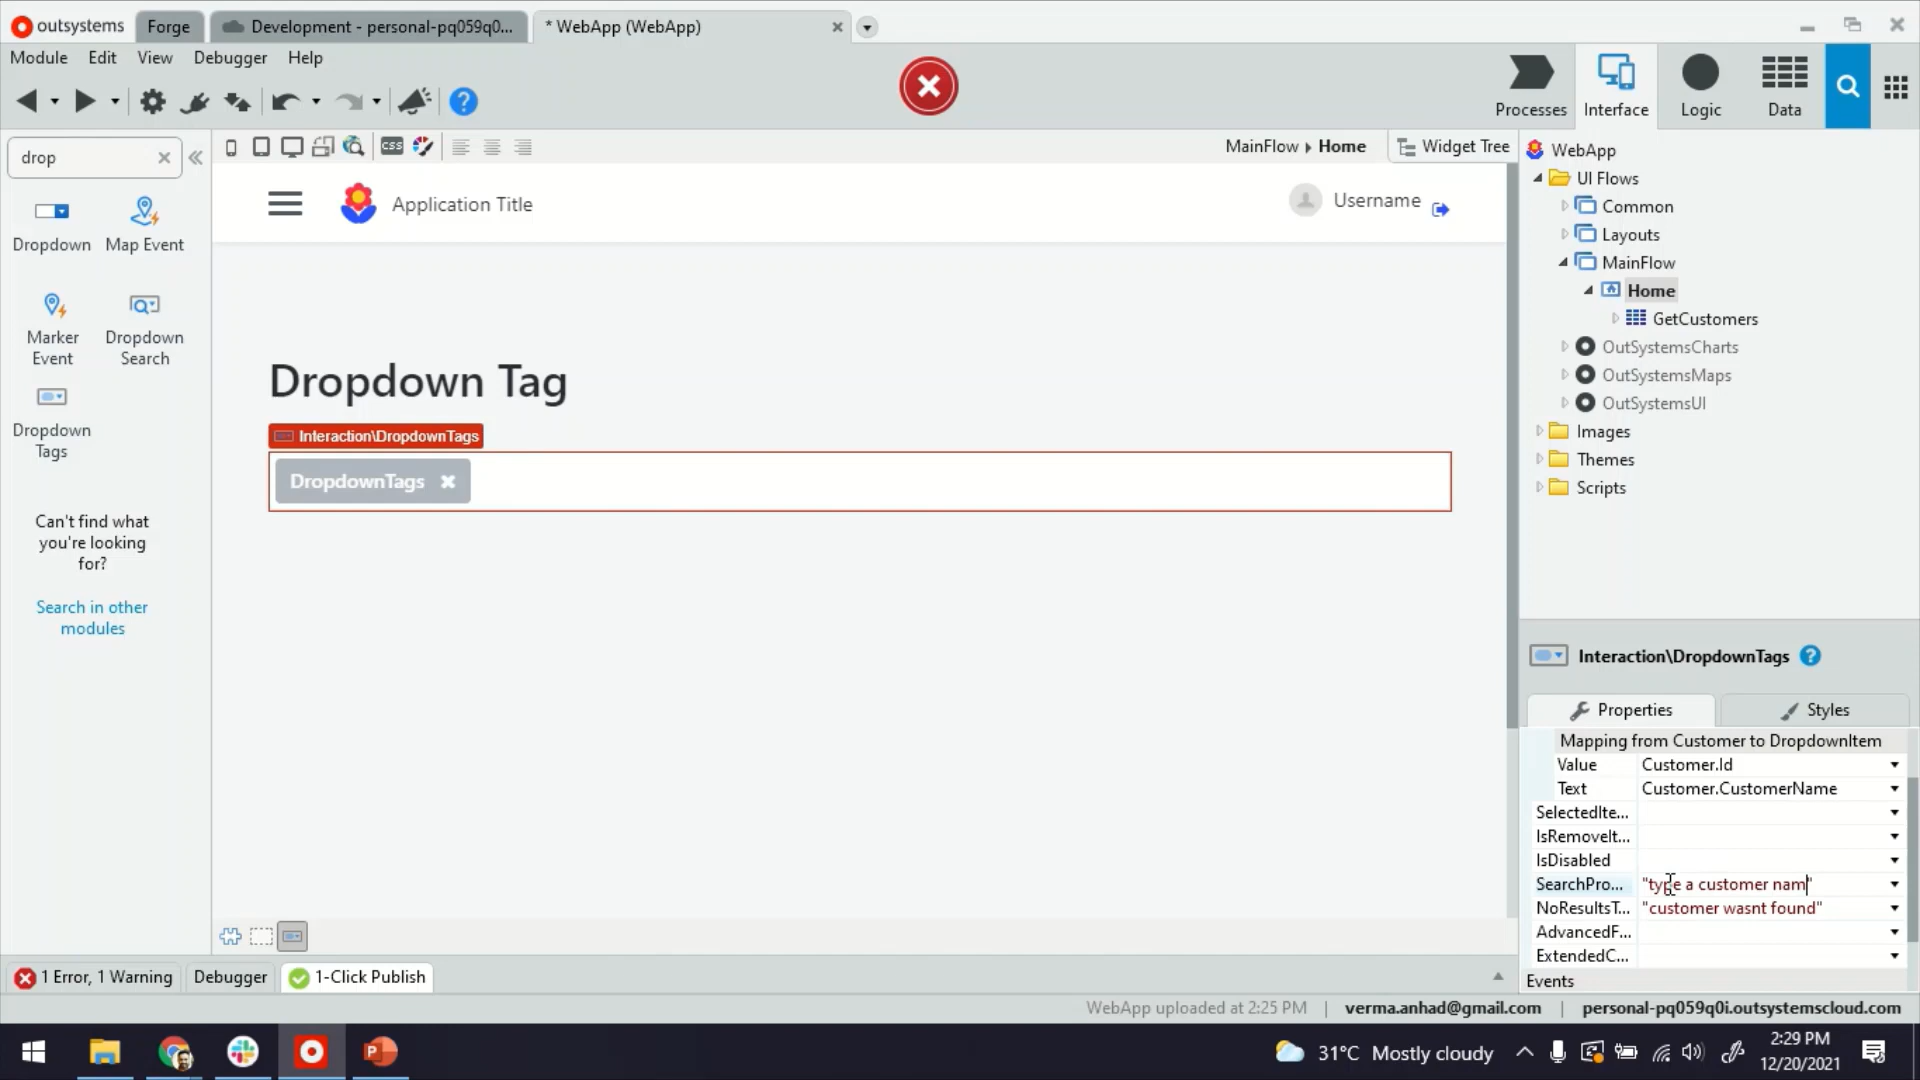 outsystems
Forge
Development - personal-pq059q0...
* WebApp (WebApp)
Module
Edit
View
Debugger
Help
Processes
Interface
Logic
Data
drop
CSS
MainFlow
Home
Widget Tree
WebApp
UI Flows
Common
Layouts
MainFlow
Home
GetCustomers
OutSystemsCharts
OutSystemsMaps
OutSystemsUI
Images
Themes
Scripts
Dropdown
Map Event
Marker Event
Dropdown Search
Dropdown Tags
Can't find what
you're looking
for?
Search in other
modules
Application Title
Username
Dropdown Tag
Interaction\DropdownTags
DropdownTags
Interaction\DropdownTags
Properties
Styles
Mapping from Customer to DropdownItem
Value Customer.Id
Text Customer.CustomerName
SelectedIte...
IsRemoveIt...
IsDisabled
SearchPro... "type a customer nam"
NoResultsT... "customer wasnt found"
AdvancedF...
ExtendedC...
Events
1 Error, 1 Warning
Debugger
1-Click Publish
WebApp uploaded at 2:25 PM | verma.anhad@gmail.com | personal-pq059q0i.outsystemscloud.com
31°C Mostly cloudy
2:29 PM
12/20/2021